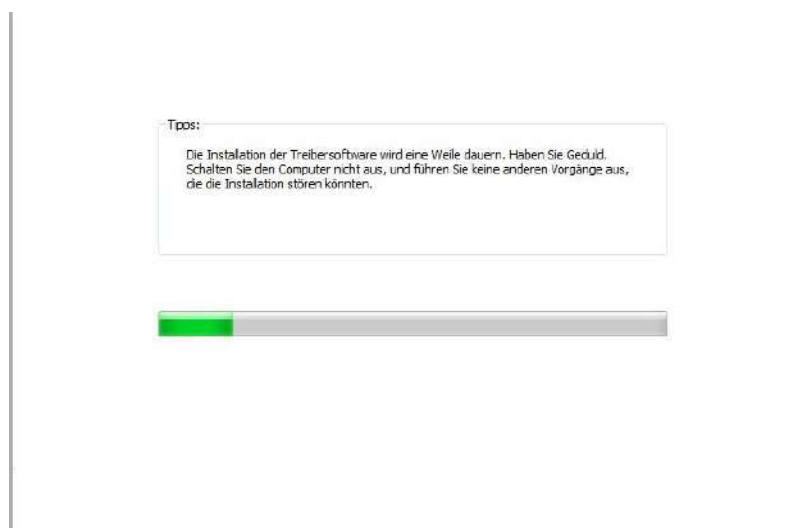 Tipps:
Die Installation der Treibersoftware wird eine Weile dauern. Haben Sie Geduld.
Schalten Sie den Computer nicht aus, und führen Sie keine anderen Vorgänge aus,
die die Installation stören könnten.